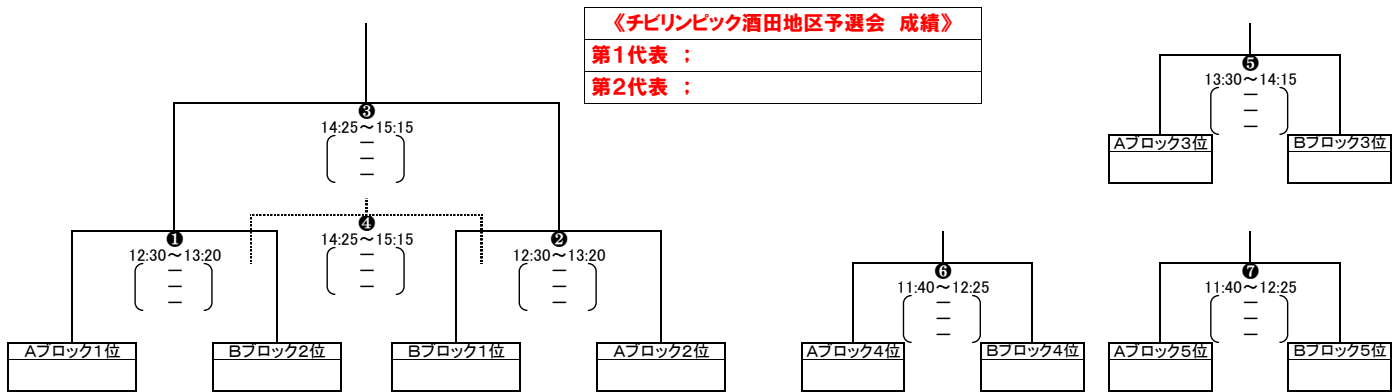 《チビリンピック酒田地区予選会 成績》
第1代表 ;
第2代表 ;
❸
14:25～15:15
－
－
－
❹
14:25～15:15
－
－
－
❶
12:30～13:20
－
－
－
❷
12:30～13:20
－
－
－
Aブロック1位
Bブロック2位
Bブロック1位
Aブロック2位
❺
13:30～14:15
－
－
－
Aブロック3位
Bブロック3位
❻
11:40～12:25
－
－
－
Aブロック4位
Bブロック4位
❼
11:40～12:25
－
－
－
Aブロック5位
Bブロック5位